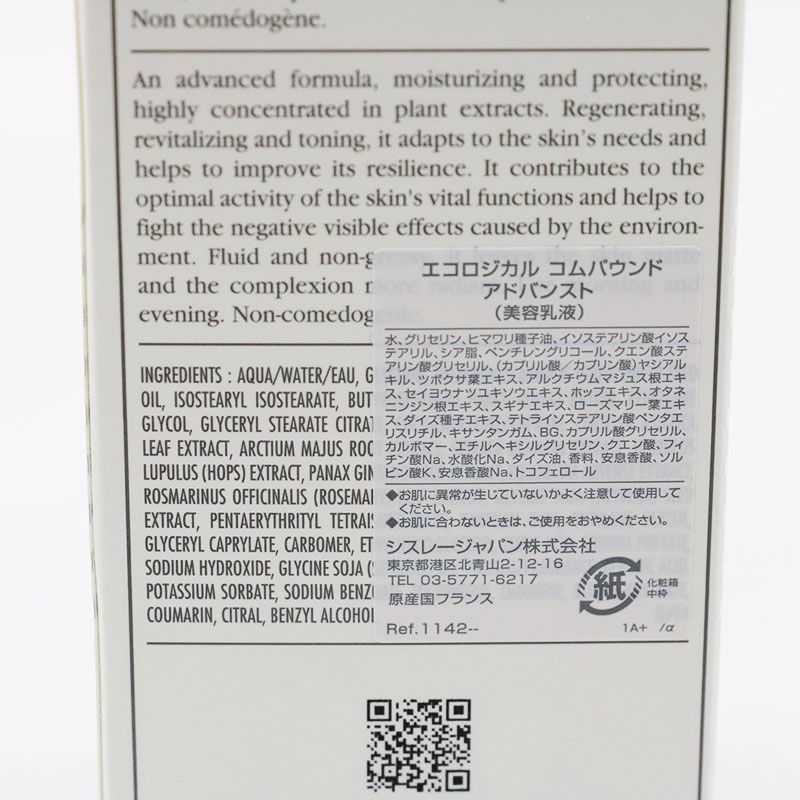 Non comédogène.
An advanced formula, moisturizing and protecting,
highly concentrated in plant extracts. Regenerating,
revitalizing and toning, it adapts to the skin's needs and
helps to improve its resilience. It contributes to the
optimal activity of the skin's vital functions and helps to
fight the negative visible effects caused by the environ-
ment. Fluid and non-greasy, it leaves the skin matte
and the complexion more radiant, morning and
evening. Non-comedogenic.
INGREDIENTS : AQUA/WATER/EAU, G
OIL, ISOSTEARYL ISOSTEARATE, BUT
GLYCOL, GLYCERYL STEARATE CITRA
LEAF EXTRACT, ARCTIUM MAJUS ROO
LUPULUS (HOPS) EXTRACT, PANAX GIN
ROSMARINUS OFFICINALIS (ROSEMA
EXTRACT, PENTAERYTHRITYL TETRAIS
GLYCERYL CAPRYLATE, CARBOMER, ET
SODIUM HYDROXIDE, GLYCINE SOJA (
POTASSIUM SORBATE, SODIUM BENZO
COUMARIN, CITRAL, BENZYL ALCOHOL
エコロジカル コムパウンド
アドバンスト
（美容乳液）
水、グリセリン、ヒマワリ種子油、イソステアリン酸イソス
テアリル、シア脂、ペンチレングリコール、クエン酸ステ
アリン酸グリセリル、（カプリル酸／カプリン酸）ヤシアル
キル、ツボクサ葉エキス、アルクチウムマジュス根エキ
ス、セイヨウナツユキソウエキス、ホップエキス、オタネ
ニンジン根エキス、スギナエキス、ローズマリー葉エキ
ス、ダイズ種子エキス、テトライソステアリン酸ペンタエ
リスリチル、キサンタンガム、BG、カプリル酸グリセリル、
カルボマー、エチルヘキシルグリセリン、クエン酸、フィ
チン酸Na、水酸化Na、ダイズ油、香料、安息香酸、ソル
ビン酸K、安息香酸Na、トコフェロール
◆お肌に異常が生じていないかよく注意して使用して
ください。
◆お肌に合わないときは、ご使用をおやめください。
シスレージャパン株式会社
東京都港区北青山2-12-16
TEL 03-5771-6217
原産国フランス
紙
化粧箱
中枠
Ref.1142--
1A+ /α